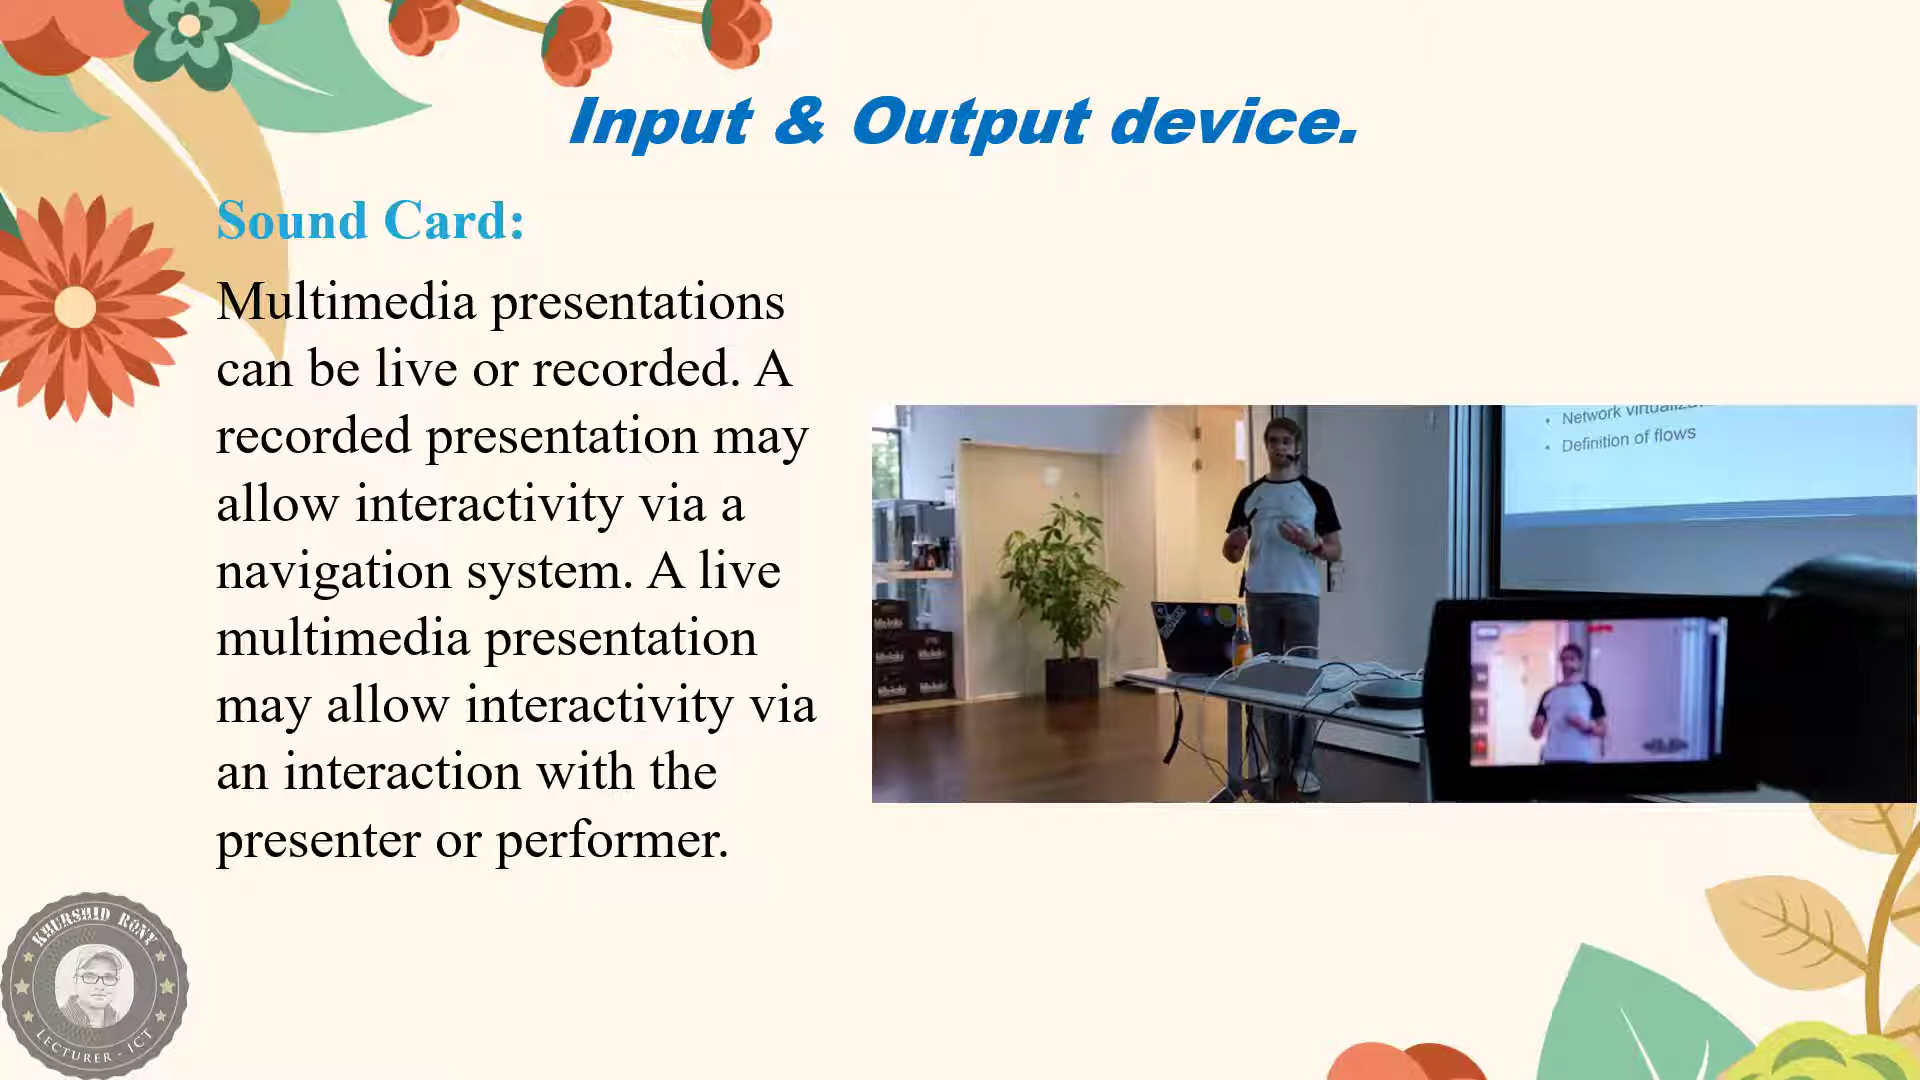 Input & Output device.
Sound Card:
Multimedia presentations
can be live or recorded. A
recorded presentation may
allow interactivity via a
navigation system. A live
multimedia presentation
may allow interactivity via
an interaction with the
presenter or performer.
• Network
• Definition of flows
KHURSHID RONY
LECTURER - ICT